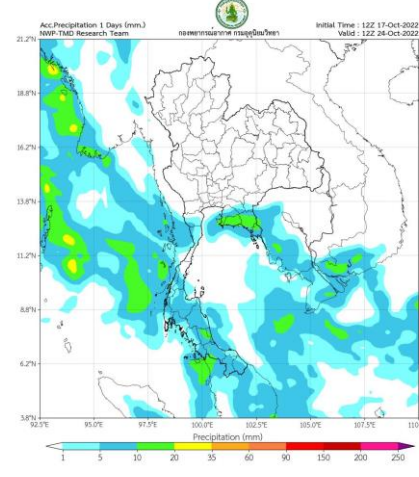 Acc.Precipitation 1 Days (mm.)
NWP-TMD Research Team
กองพยากรณ์อากาศ กรมอุตุนิยมวิทยา
Initial Time : 12Z 17-Oct-2022
Valid : 12Z 24-Oct-2022
21.2°N
18.8°N
16.2°N
13.8°N
11.2°N
8.8°N
6.2°N
3.8°N
92.5°E 95.0°E 97.5°E 100.0°E 102.5°E 105.0°E 107.5°E 110
Precipitation (mm)
1 5 10 20 35 60 90 150 200 250